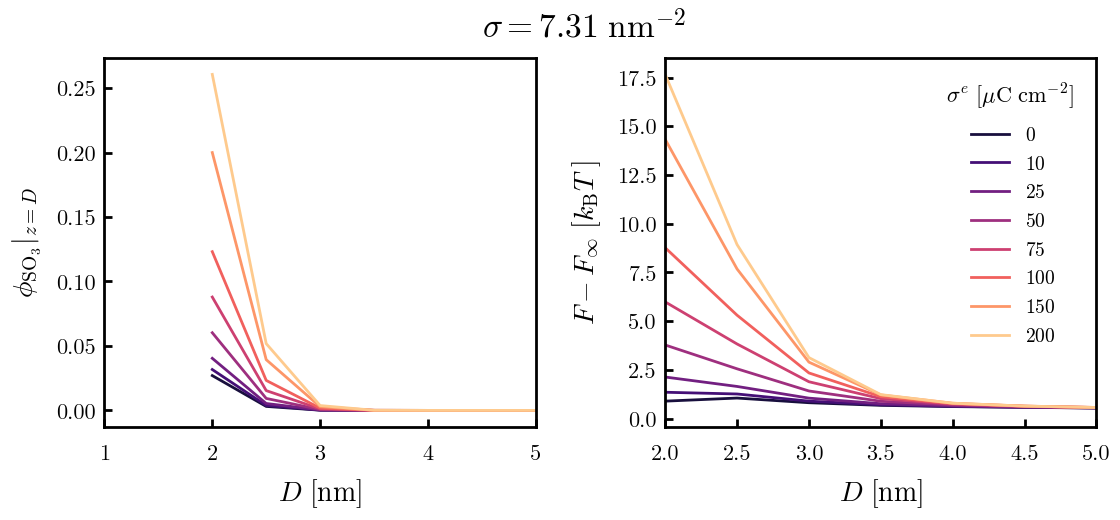 σ = 7.31 nm⁻²
ϕ_SO₃|_z=D
0.25
0.20
0.15
0.10
0.05
0.00
1 2 3 4 5
D [nm]
F − F∞ [k_B T]
17.5
15.0
12.5
10.0
7.5
5.0
2.5
0.0
2.0 2.5 3.0 3.5 4.0 4.5 5.0
D [nm]
σᵉ [μC cm⁻²]
0
10
25
50
75
100
150
200